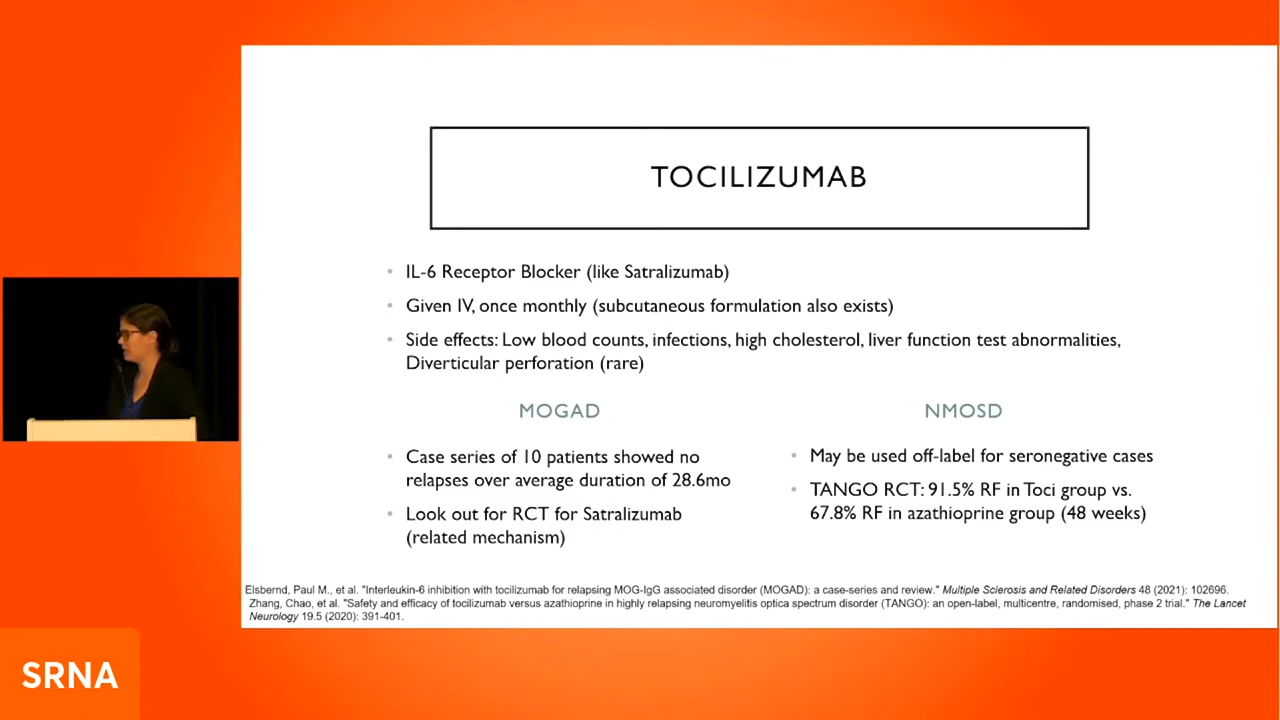 TOCILIZUMAB
IL-6 Receptor Blocker (like Satralizumab)
Given IV, once monthly (subcutaneous formulation also exists)
Side effects: Low blood counts, infections, high cholesterol, liver function test abnormalities,
Diverticular perforation (rare)
MOGAD
Case series of 10 patients showed no
relapses over average duration of 28.6mo
Look out for RCT for Satralizumab
(related mechanism)
NMOSD
May be used off-label for seronegative cases
TANGO RCT: 91.5% RF in Toci group vs.
67.8% RF in azathioprine group (48 weeks)
Elsbernd, Paul M., et al. "Interleukin-6 inhibition with tocilizumab for relapsing MOG-IgG associated disorder (MOGAD): a case-series and review." Multiple Sclerosis and Related Disorders 48 (2021): 102696.
Zhang, Chao, et al. "Safety and efficacy of tocilizumab versus azathioprine in highly relapsing neuromyelitis optica spectrum disorder (TANGO): an open-label, multicentre, randomised, phase 2 trial." The Lancet
Neurology 19.5 (2020): 391-401.
SRNA